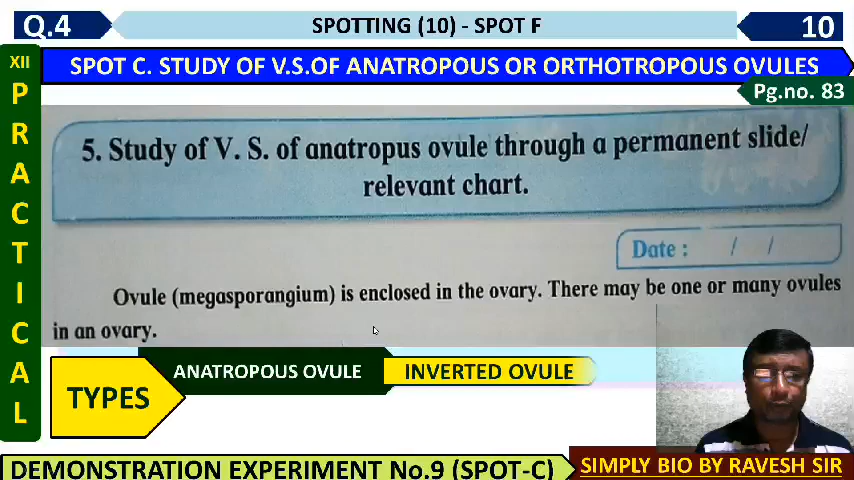 Q.4
SPOTTING (10) - SPOT F
10
XII
PRACTICAL
SPOT C. STUDY OF V.S.OF ANATROPOUS OR ORTHOTROPOUS OVULES
Pg.no. 83
5. Study of V. S. of anatropus ovule through a permanent slide/
relevant chart.
Date : / /
Ovule (megasporangium) is enclosed in the ovary. There may be one or many ovules
in an ovary.
TYPES
ANATROPOUS OVULE
INVERTED OVULE
DEMONSTRATION EXPERIMENT No.9 (SPOT-C)
SIMPLY BIO BY RAVESH SIR